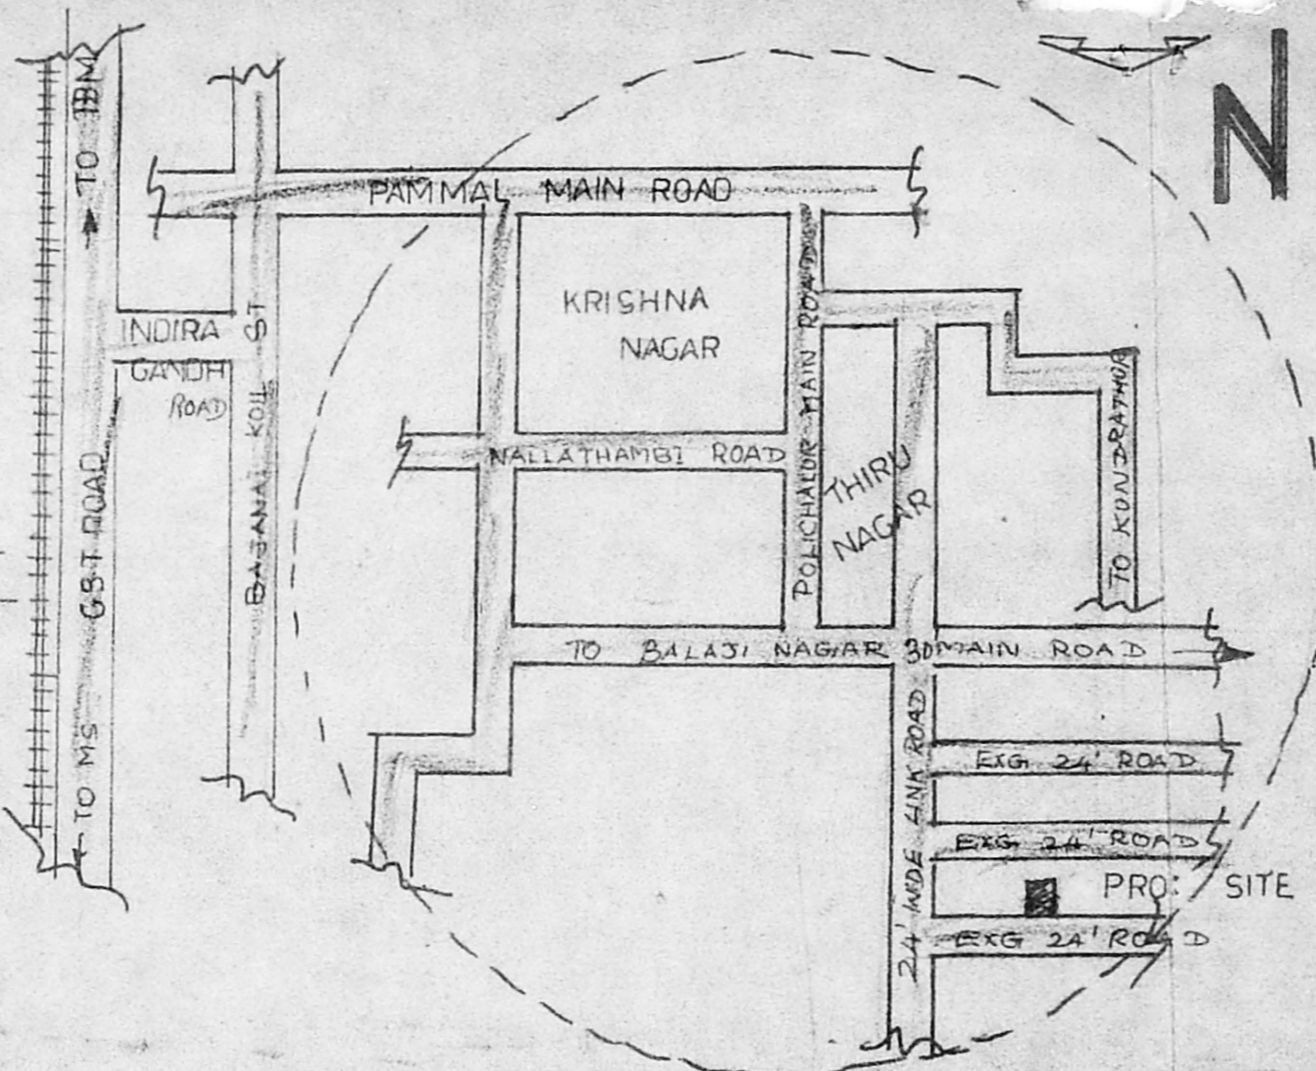 N
TO TBM
PAMMAL MAIN ROAD
KRISHNA
NAGAR
INDIRA
GANDH
ROAD
BAJANAI KOIL ST
G.S.T ROAD
TO MS
NALLATHAMBI ROAD
POLICHALUR MAIN ROAD
THIRU
NAGAR
TO KUNDRATHUR
TO BALAJI NAGAR 30 MAIN ROAD
24' WIDE LINK ROAD
EXG 24' ROAD
EXG 24' ROAD
PRO: SITE
EXG 24' ROAD